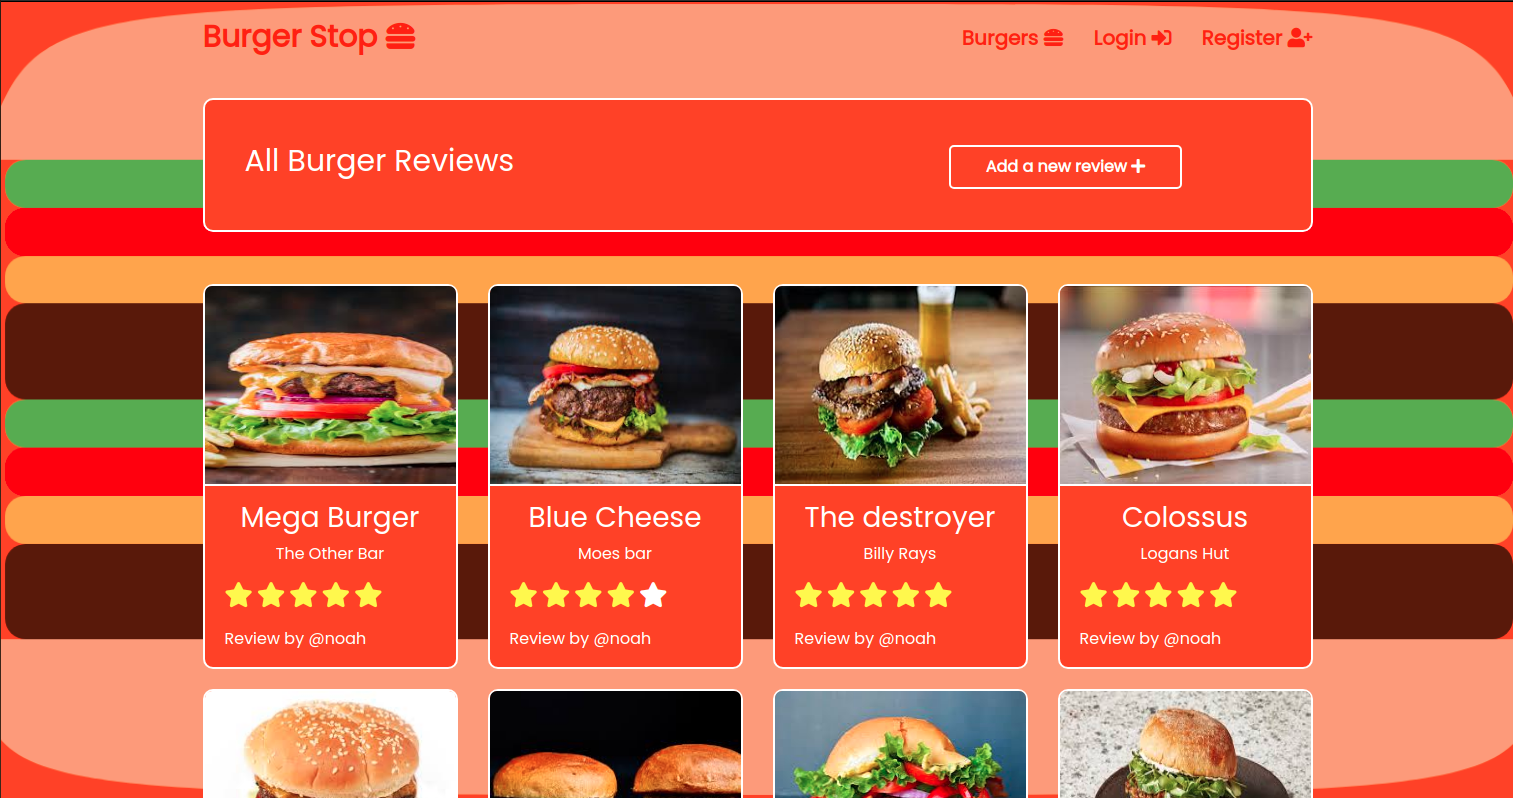 Burger Stop
Burgers Login Register
All Burger Reviews
Add a new review
Mega Burger
The Other Bar
Review by @noah
Blue Cheese
Moes bar
Review by @noah
The destroyer
Billy Rays
Review by @noah
Colossus
Logans Hut
Review by @noah